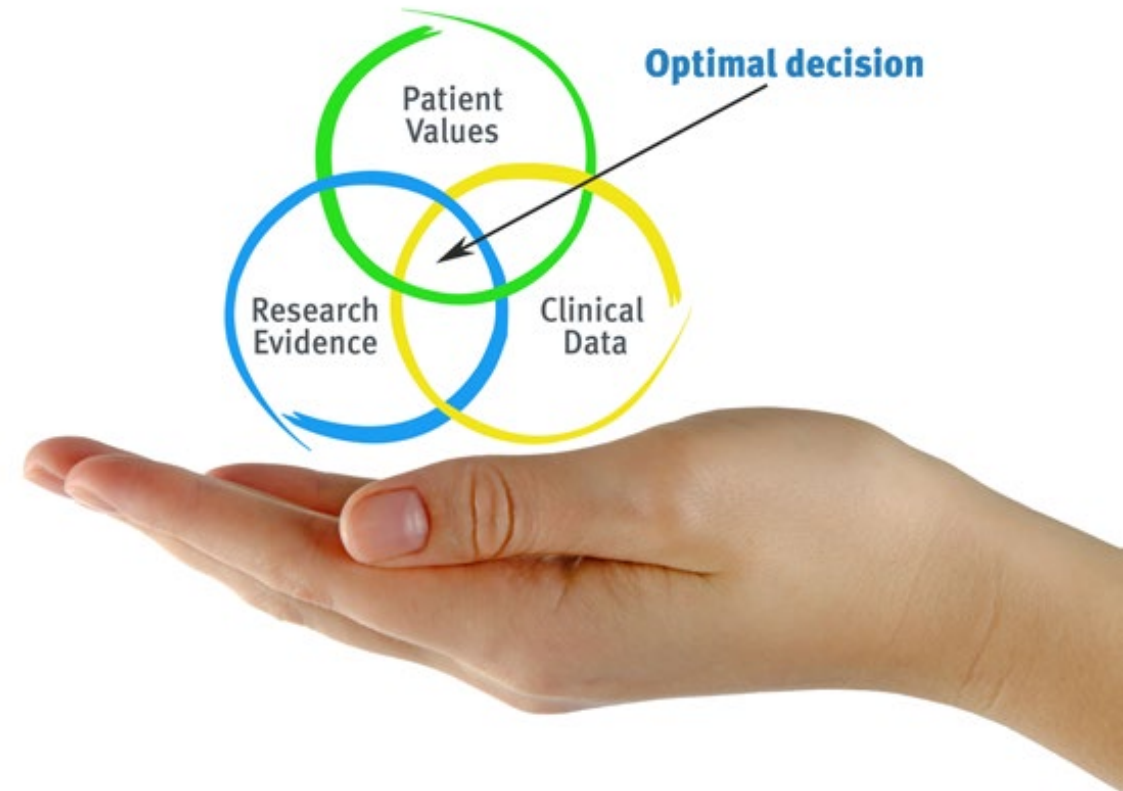 Optimal decision
Patient
Values
Research
Evidence
Clinical
Data